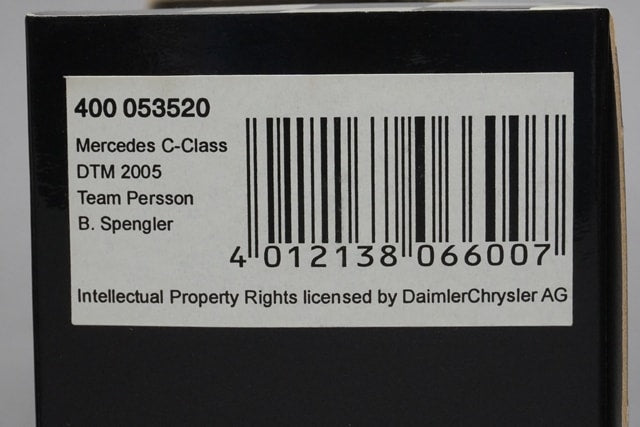 400 053520
Mercedes C-Class
DTM 2005
Team Persson
B. Spengler
4 012138 066007
Intellectual Property Rights licensed by DaimlerChrysler AG